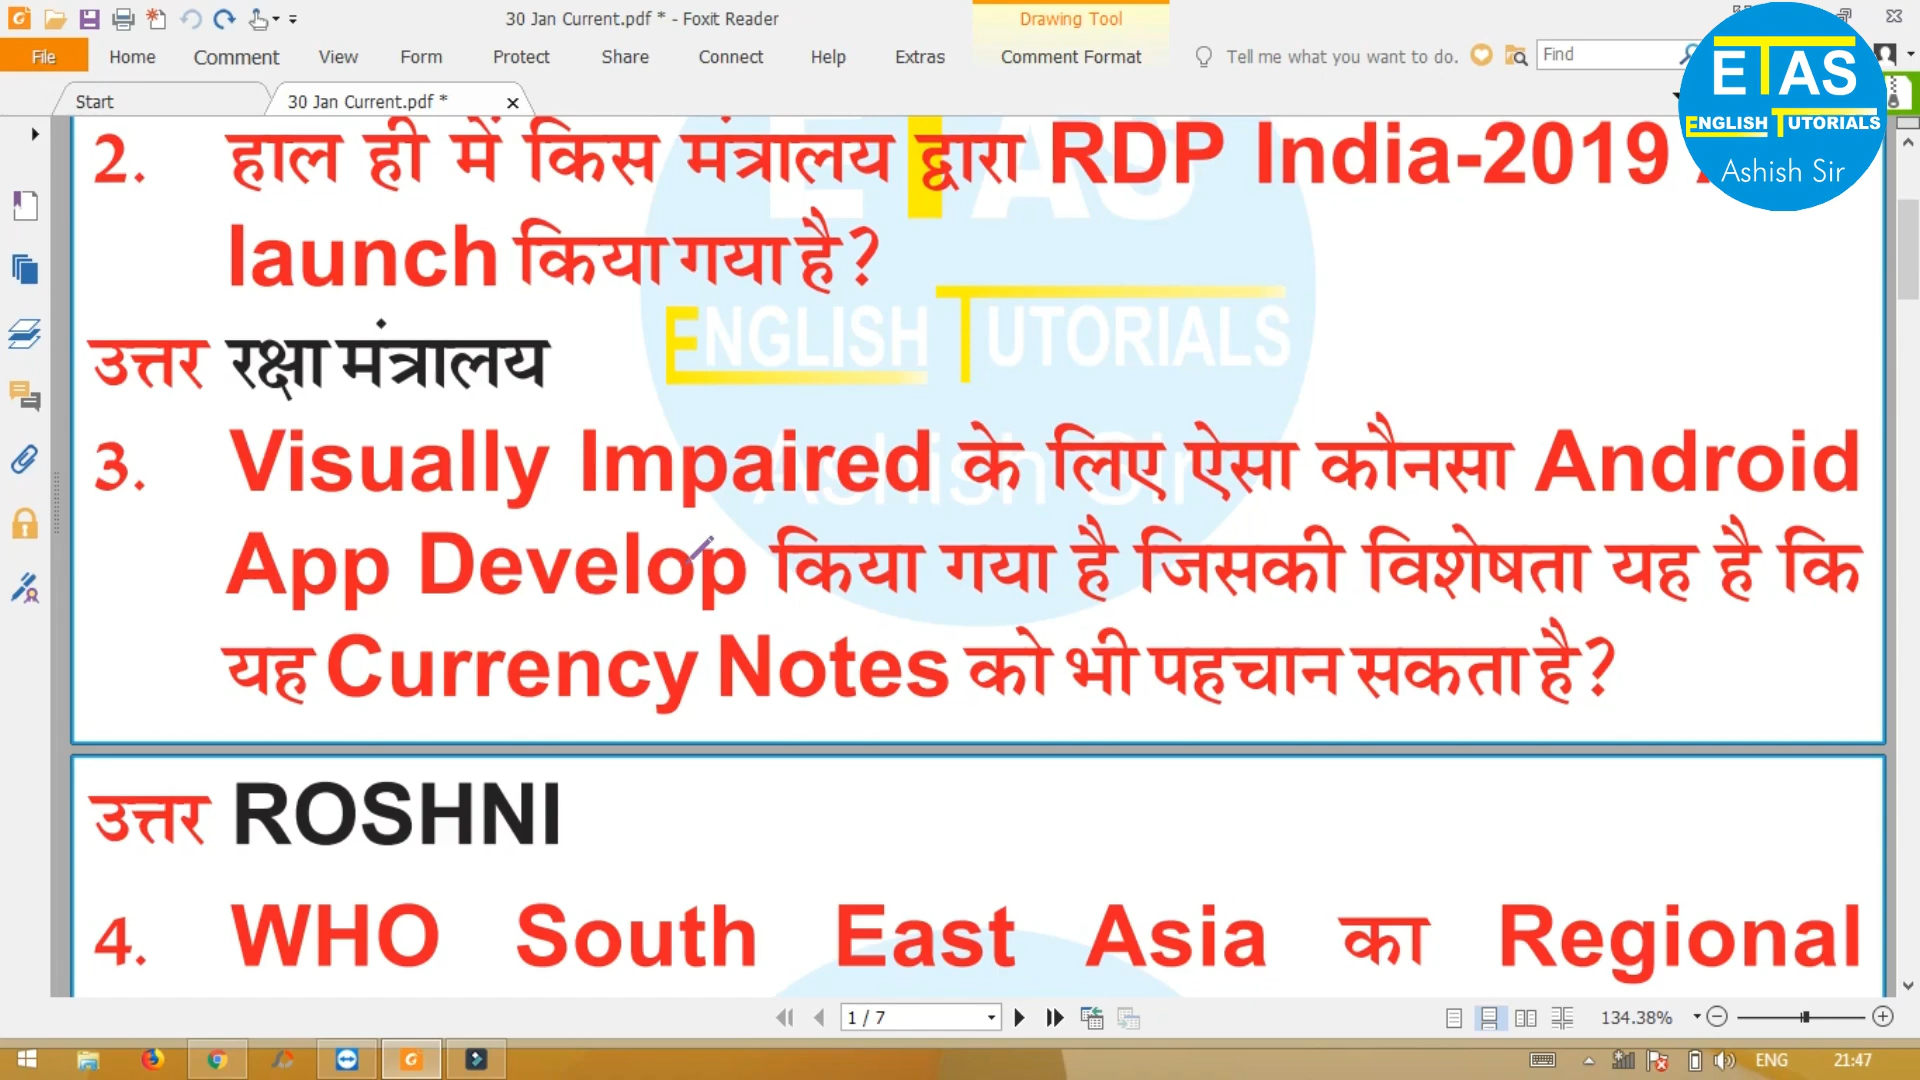 30 Jan Current.pdf * - Foxit Reader
Drawing Tool
File Home Comment View Form Protect Share Connect Help Extras Comment Format Tell me what you want to do. Find
Start 30 Jan Current.pdf *
ETAS
ENGLISH TUTORIALS
Ashish Sir
2. हाल ही में किस मंत्रालय द्वारा RDP India-2019
launch किया गया है?
ENGLISH TUTORIALS
उत्तर रक्षा मंत्रालय
Ashish Sir
3. Visually Impaired के लिए ऐसा कौनसा Android
App Develop किया गया है जिसकी विशेषता यह है कि
यह Currency Notes को भी पहचान सकता है?
उत्तर ROSHNI
4. WHO South East Asia का Regional
1 / 7
134.38%
ENG 21:47